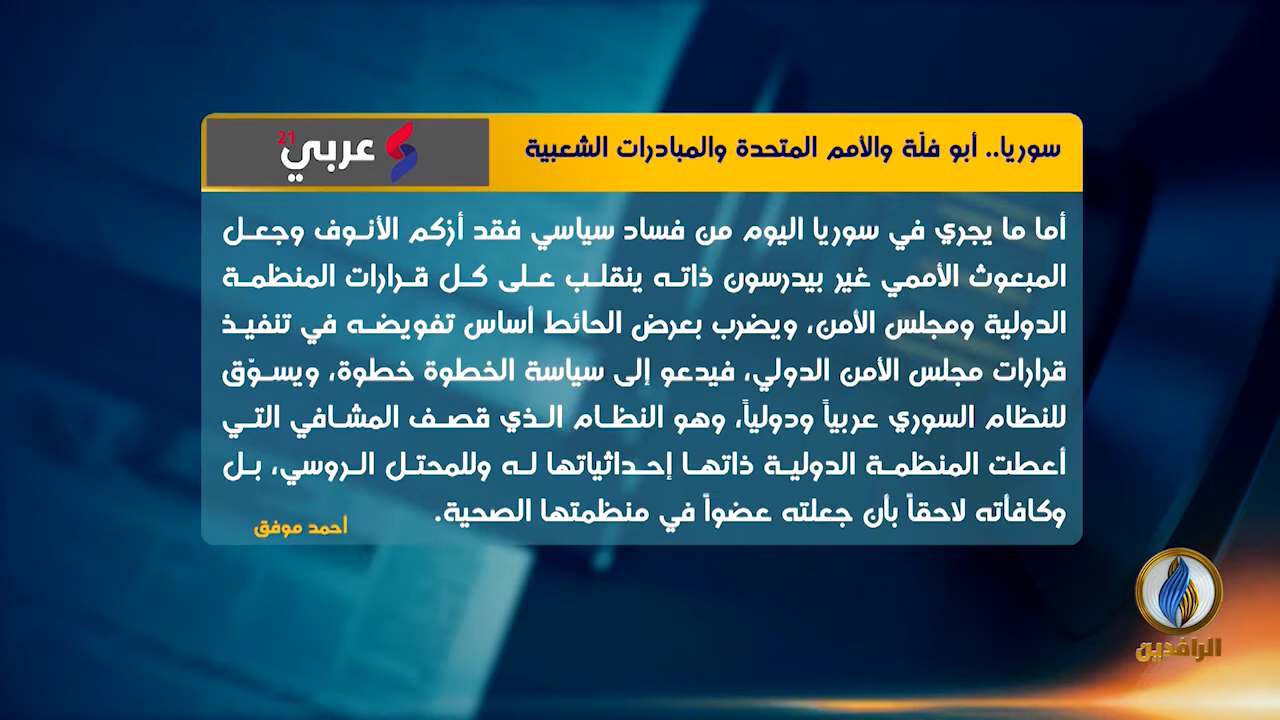 سوريا.. أبو فلّة والأمم المتحدة والمبادرات الشعبية
عربي 21
أما ما يجري في سوريا اليوم من فساد سياسي فقد أزكم الأنوف وجعل
المبعوث الأممي غير بيدرسون ذاته ينقلب على كل قرارات المنظمة
الدولية ومجلس الأمن، ويضرب بعرض الحائط أساس تفويضه في تنفيذ
قرارات مجلس الأمن الدولي، فيدعو إلى سياسة الخطوة خطوة، ويسوّق
للنظام السوري عربياً ودولياً، وهو النظام الذي قصف المشافي التي
أعطت المنظمة الدولية ذاتها إحداثياتها له وللمحتل الروسي، بل
وكافأته لاحقاً بأن جعلته عضواً في منظمتها الصحية.
أحمد موفق
الرافدين